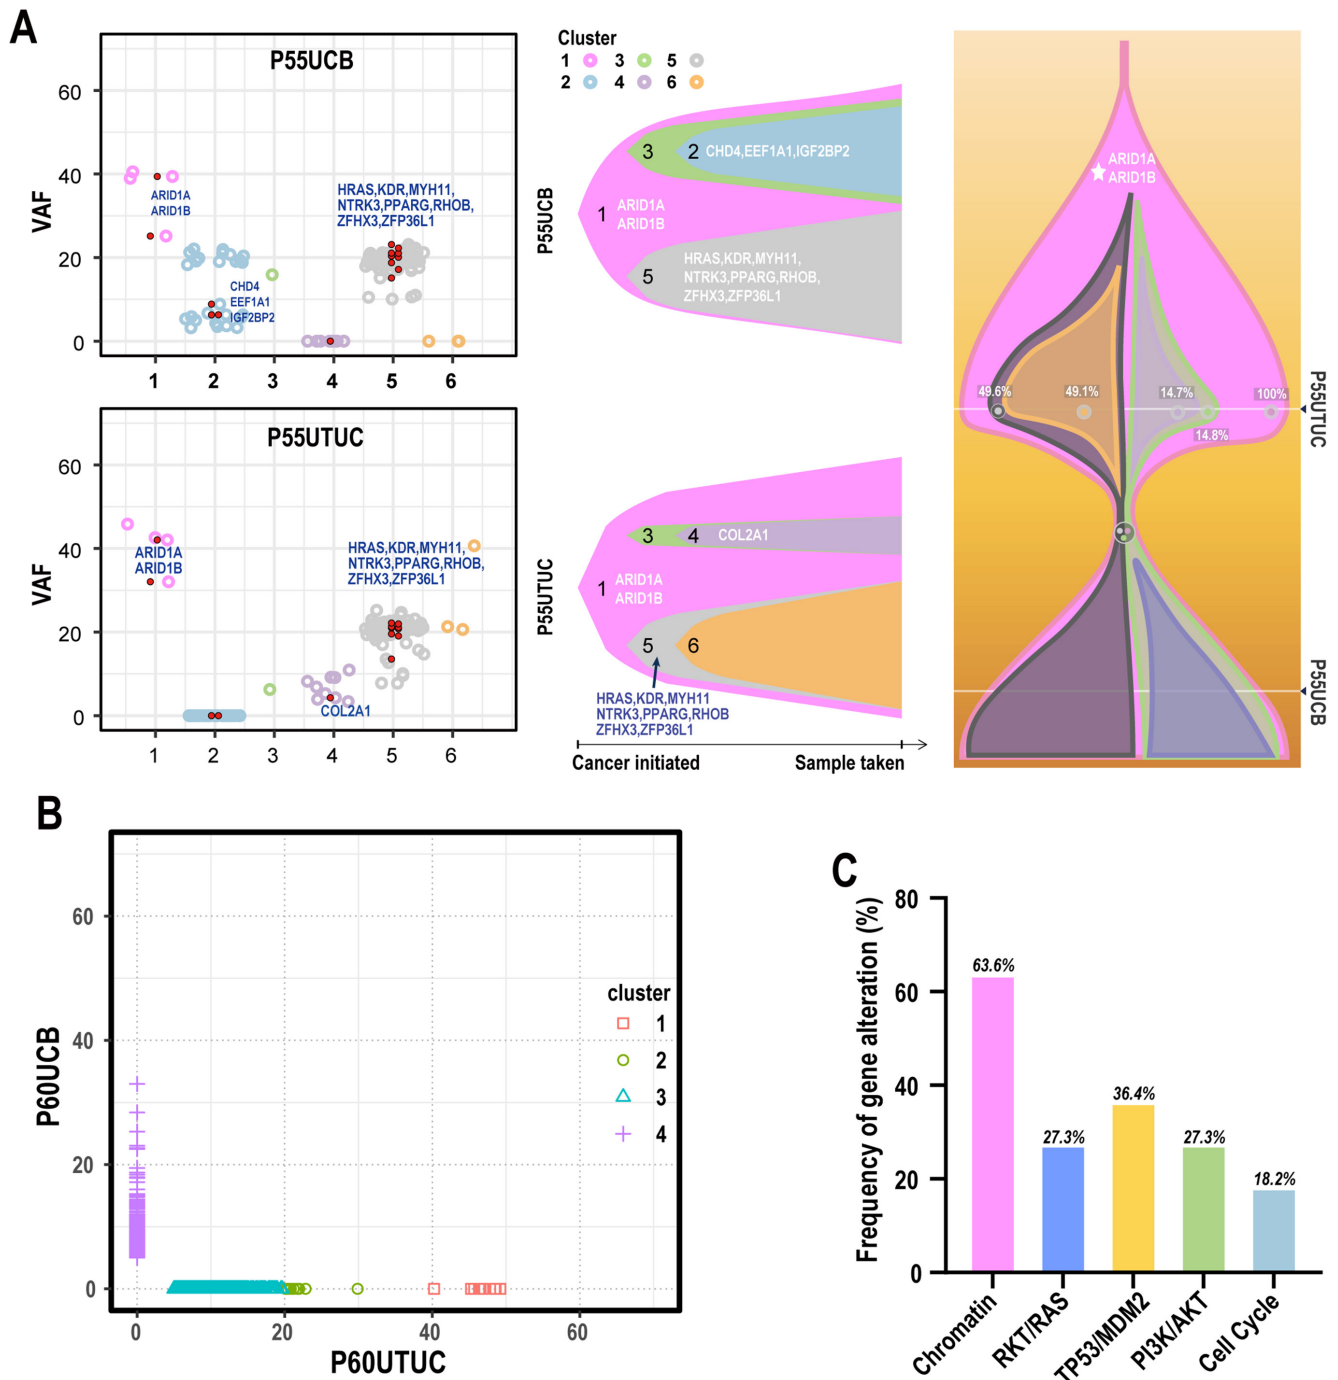 A
P55UCB
VAF
60
40
20
0
ARID1A
ARID1B
CHD4
EEF1A1
IGF2BP2
HRAS,KDR,MYH11,
NTRK3,PPARG,RHOB,
ZFHX3,ZFP36L1
1 2 3 4 5 6
P55UTUC
VAF
60
40
20
0
ARID1A
ARID1B
HRAS,KDR,MYH11,
NTRK3,PPARG,RHOB,
ZFHX3,ZFP36L1
COL2A1
1 2 3 4 5 6
Cluster
1 3 5
2 4 6
P55UCB
3
2 CHD4,EEF1A1,IGF2BP2
1 ARID1A
ARID1B
5
HRAS,KDR,MYH11,
NTRK3,PPARG,RHOB,
ZFHX3,ZFP36L1
P55UTUC
3
4 COL2A1
1 ARID1A
ARID1B
5
6
HRAS,KDR,MYH11
NTRK3,PPARG,RHOB
ZFHX3,ZFP36L1
Cancer initiated
Sample taken
ARID1A
ARID1B
49.6%
49.1%
14.7%
100%
14.8%
P55UTUC
P55UCB
B
P60UCB
60
40
20
0
cluster
1
2
3
4
0 20 40 60
P60UTUC
C
Frequency of gene alteration (%)
80
60
40
20
0
63.6%
27.3%
36.4%
27.3%
18.2%
Chromatin
RKT/RAS
TP53/MDM2
PI3K/AKT
Cell Cycle